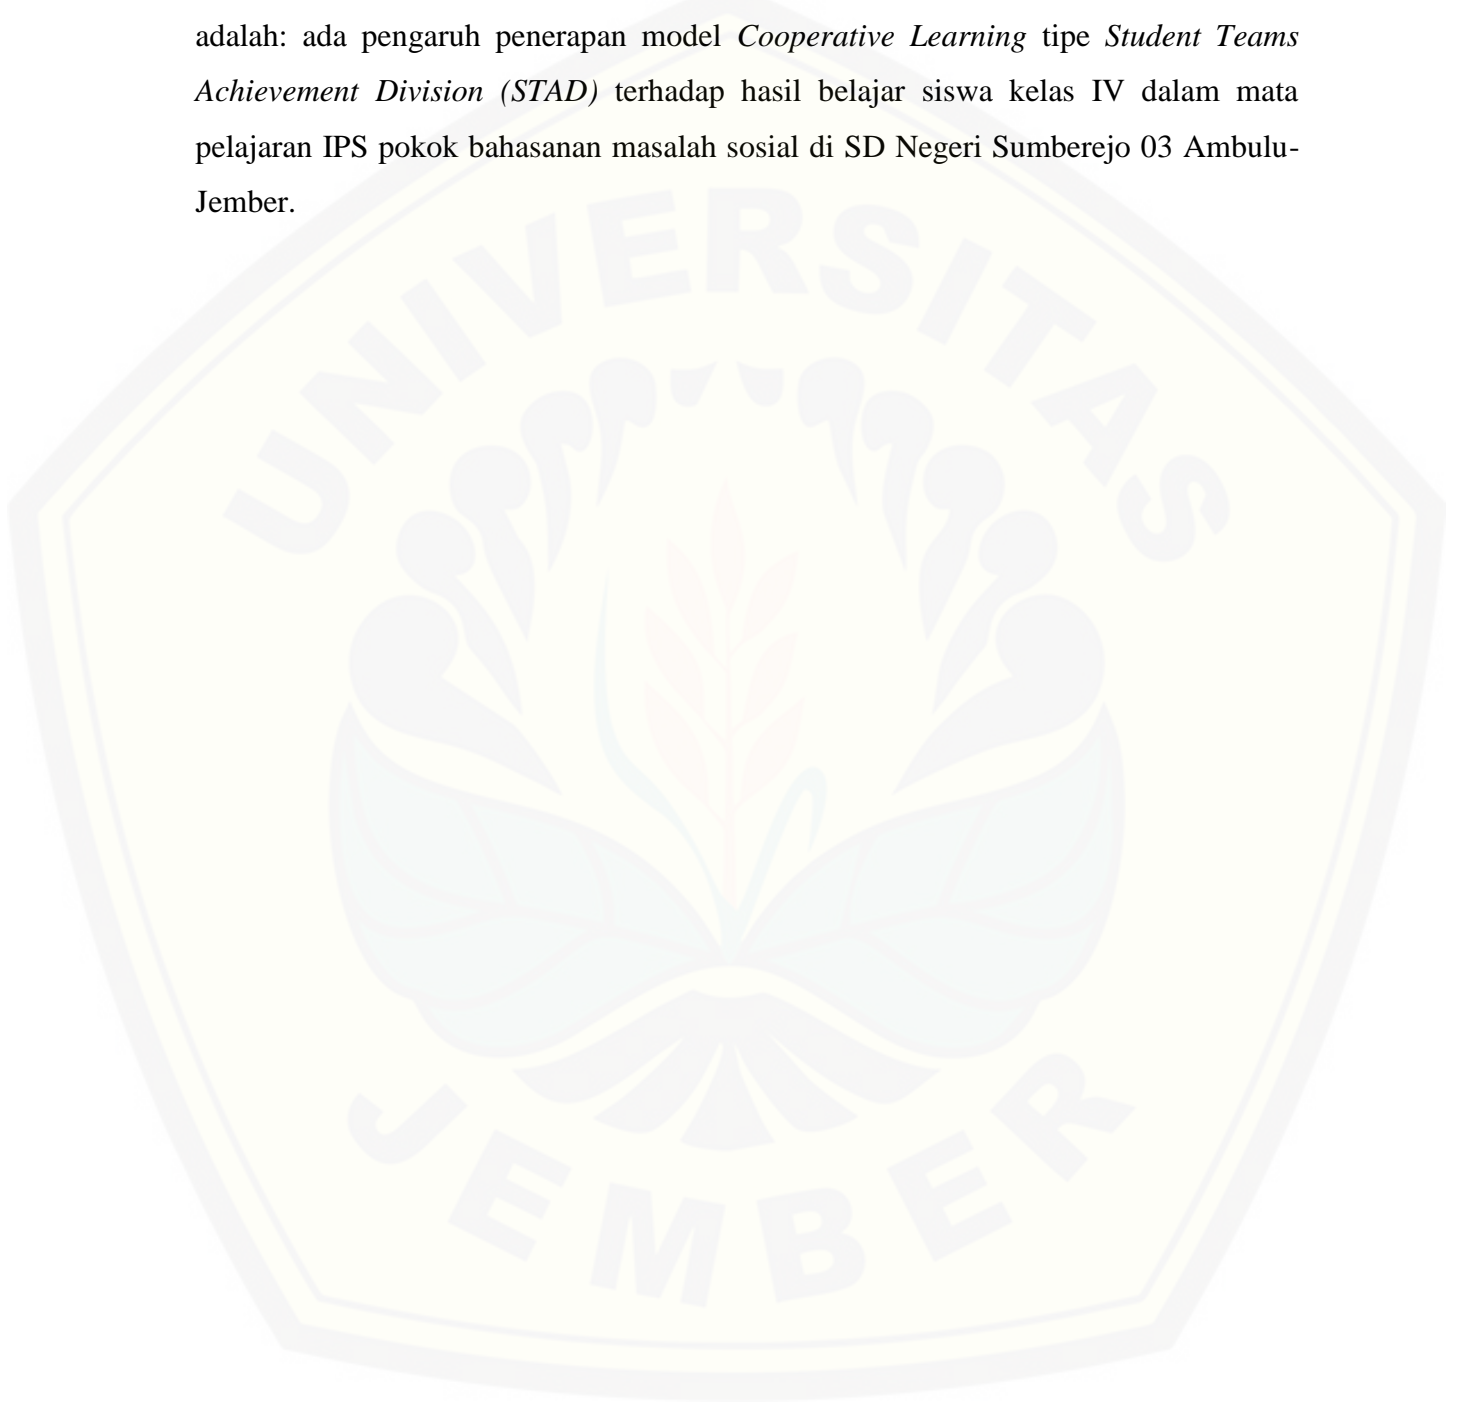 adalah: ada pengaruh penerapan model Cooperative Learning tipe Student Teams
Achievement Division (STAD) terhadap hasil belajar siswa kelas IV dalam mata
pelajaran IPS pokok bahasanan masalah sosial di SD Negeri Sumberejo 03 Ambulu-
Jember.
UNIVERSITAS
JEMBER